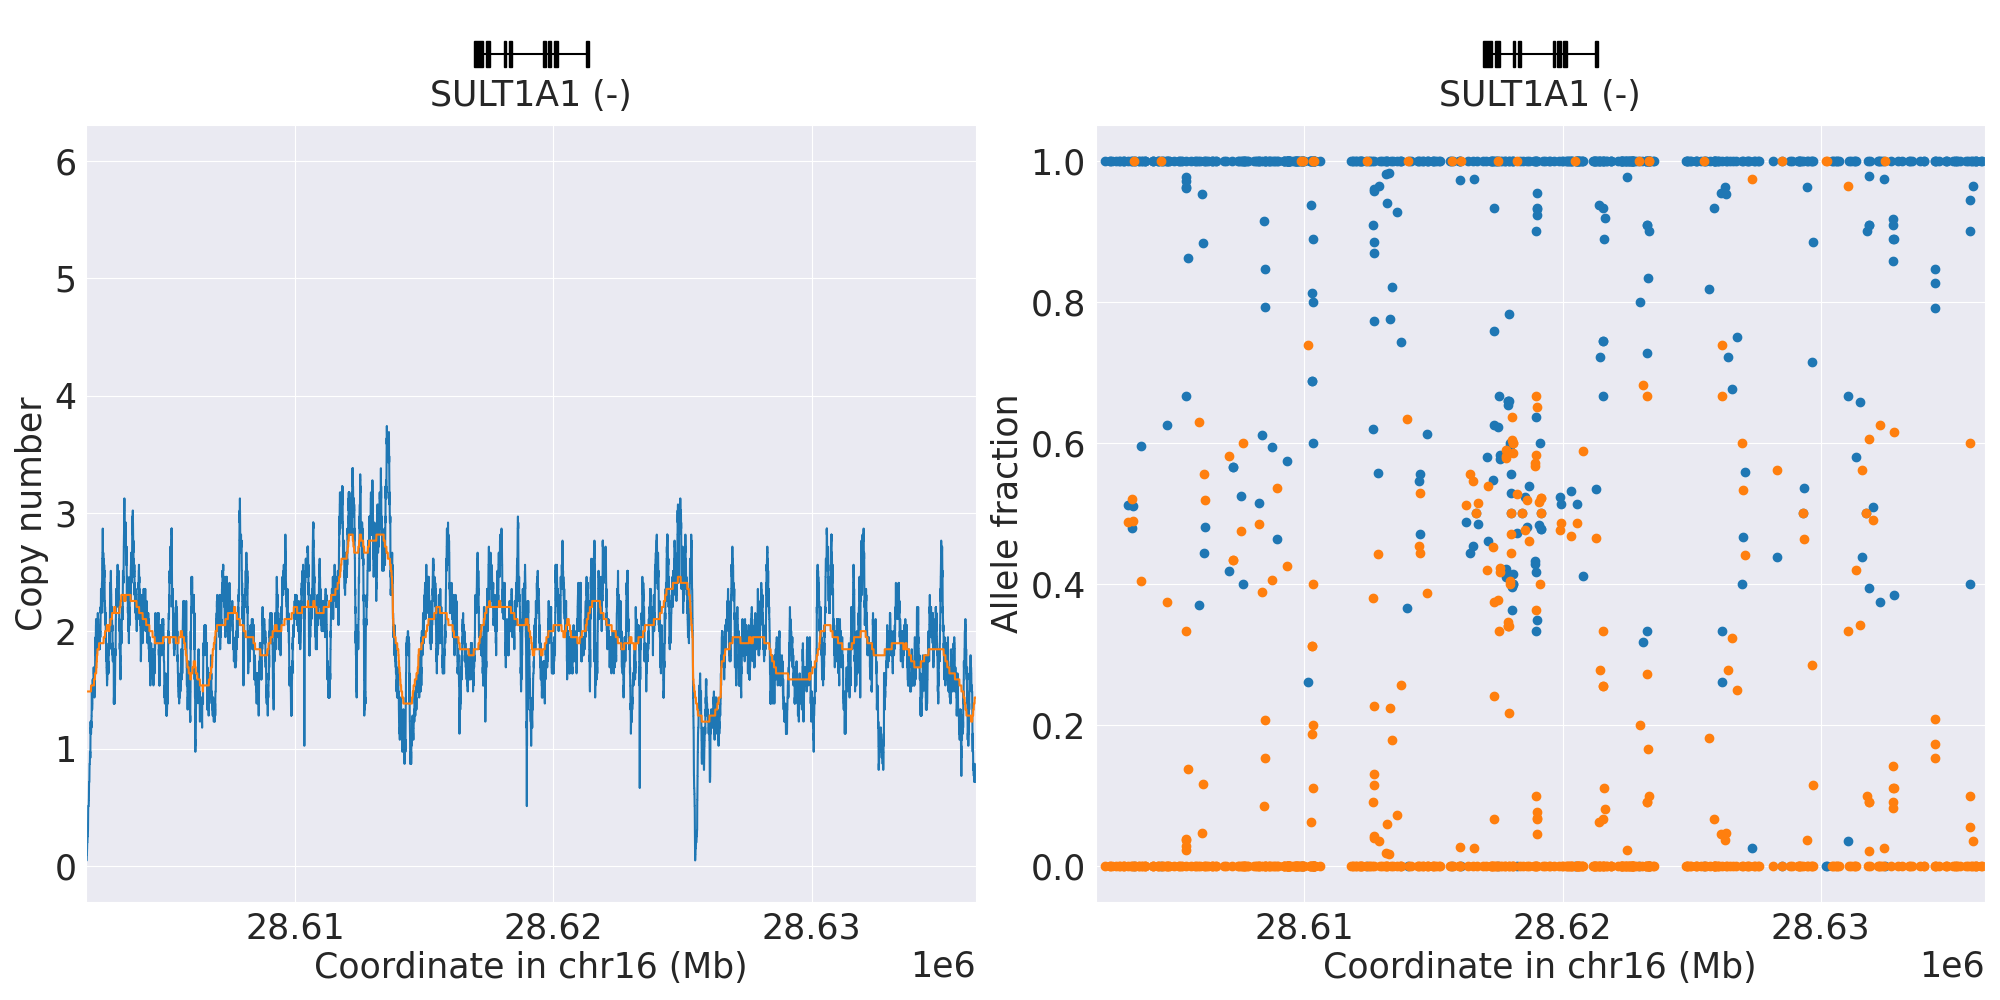 SULT1A1 (-)
6
5
4
3
2
1
0
Copy number
28.61
28.62
28.63
Coordinate in chr16 (Mb)
1e6
SULT1A1 (-)
1.0
0.8
0.6
0.4
0.2
0.0
Allele fraction
28.61
28.62
28.63
Coordinate in chr16 (Mb)
1e6